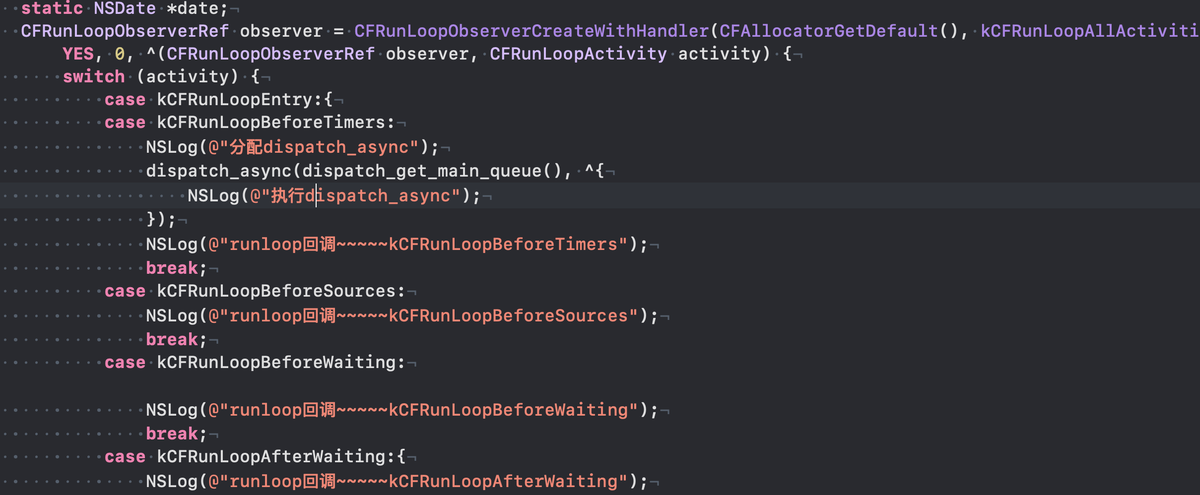 static NSDate *date;
CFRunLoopObserverRef observer = CFRunLoopObserverCreateWithHandler(CFAllocatorGetDefault(), kCFRunLoopAllActiviti
YES, 0, ^(CFRunLoopObserverRef observer, CFRunLoopActivity activity) {
switch (activity) {
case kCFRunLoopEntry:{
case kCFRunLoopBeforeTimers:
NSLog(@"分配dispatch_async");
dispatch_async(dispatch_get_main_queue(), ^{
NSLog(@"执行dispatch_async");
});
NSLog(@"runloop回调~~~~~kCFRunLoopBeforeTimers");
break;
case kCFRunLoopBeforeSources:
NSLog(@"runloop回调~~~~~kCFRunLoopBeforeSources");
break;
case kCFRunLoopBeforeWaiting:
NSLog(@"runloop回调~~~~~kCFRunLoopBeforeWaiting");
break;
case kCFRunLoopAfterWaiting:{
NSLog(@"runloop回调~~~~~kCFRunLoopAfterWaiting");